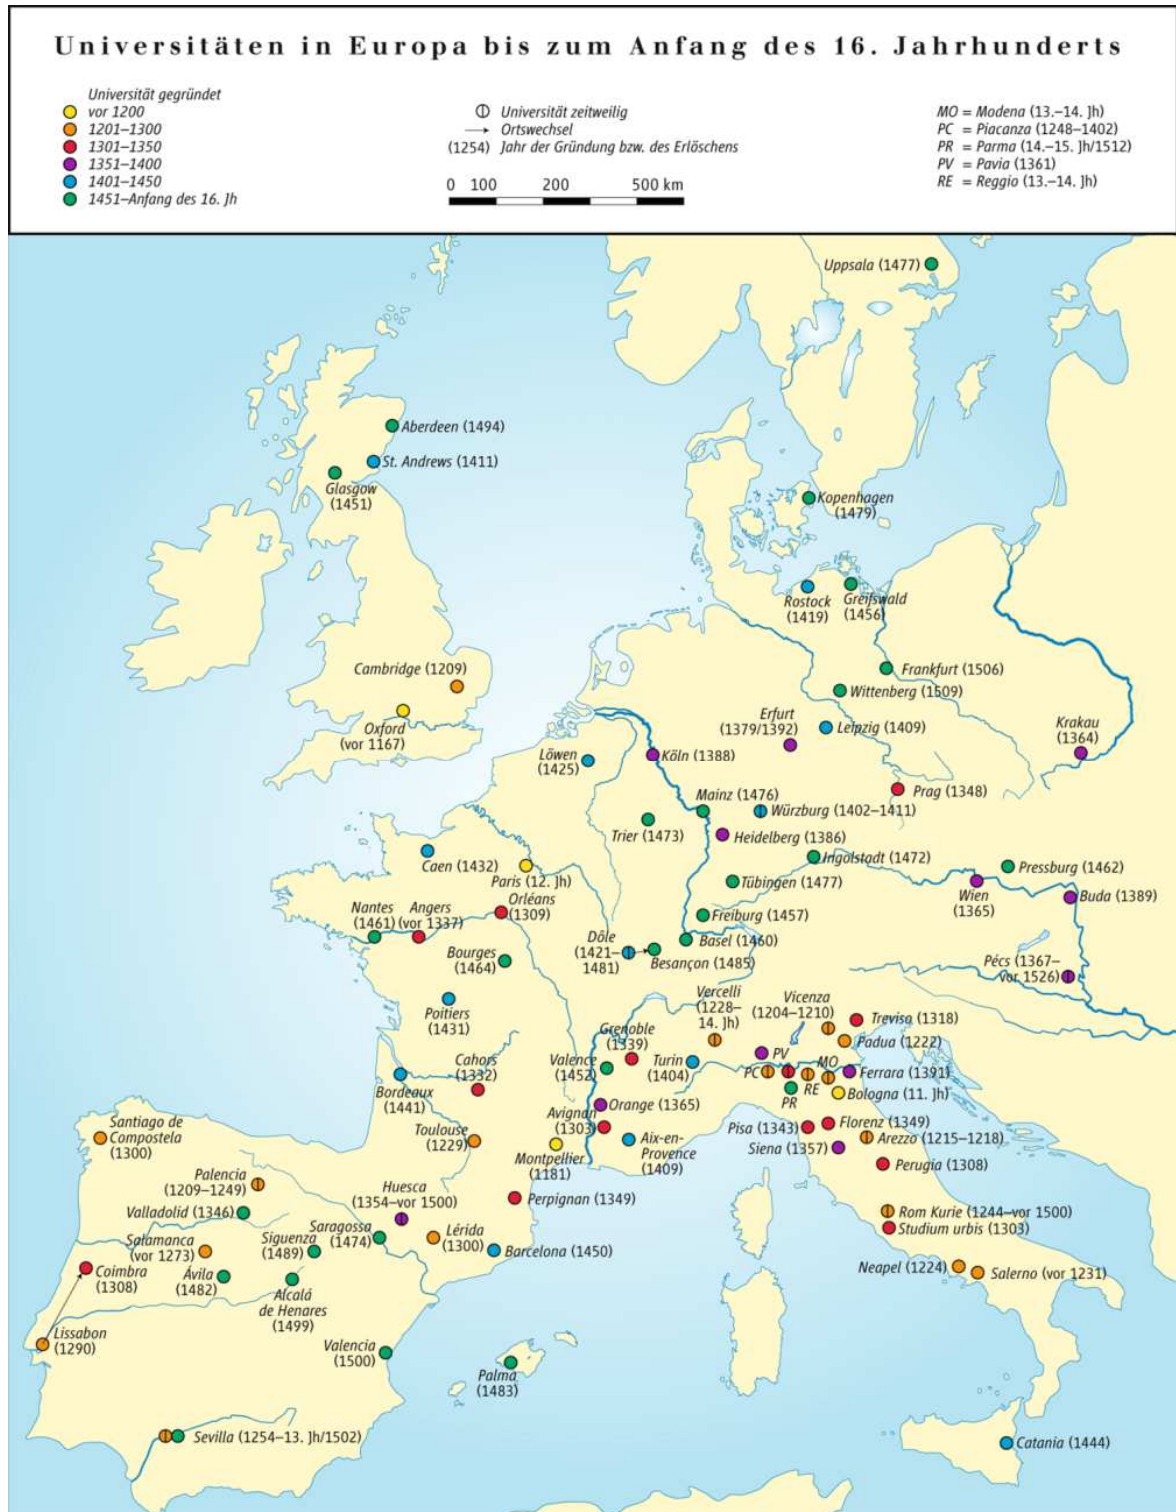 Universitäten in Europa bis zum Anfang des 16. Jahrhunderts
Universität gegründet
vor 1200
1201–1300
1301–1350
1351–1400
1401–1450
1451–Anfang des 16. Jh
Universität zeitweilig
Ortswechsel
(1254) Jahr der Gründung bzw. des Erlöschens
0 100 200 500 km
MO = Modena (13.–14. Jh)
PC = Piacanza (1248–1402)
PR = Parma (14.–15. Jh/1512)
PV = Pavia (1361)
RE = Reggio (13.–14. Jh)
Uppsala (1477)
Aberdeen (1494)
St. Andrews (1411)
Glasgow
(1451)
Kopenhagen
(1479)
Rostock
(1419)
Greifswald
(1456)
Cambridge (1209)
Frankfurt (1506)
Wittenberg (1509)
Oxford
(vor 1167)
Erfurt
(1379/1392)
Leipzig (1409)
Krakau
(1364)
Löwen
(1425)
Köln (1388)
Prag (1348)
Mainz (1476)
Würzburg (1402–1411)
Trier (1473)
Heidelberg (1386)
Caen (1432)
Paris (12. Jh)
Ingolstadt (1472)
Pressburg (1462)
Tübingen (1477)
Wien
(1365)
Buda (1389)
Orléans
(1309)
Nantes
(1461)
Angers
(vor 1337)
Freiburg (1457)
Basel (1460)
Dôle
(1421–
1481)
Besançon (1485)
Bourges
(1464)
Pécs (1367–
vor 1526)
Poitiers
(1431)
Vercelli
(1228–
14. Jh)
Vicenza
(1204–1210)
Treviso (1318)
Padua (1222)
Grenoble
(1339)
Cahors
(1332)
Valence
(1452)
Turin
(1404)
PV
PC
MO
RE
PR
Ferrara (1391)
Bologna (11. Jh)
Bordeaux
(1441)
Orange (1365)
Avignan
(1303)
Aix-en-
Provence
(1409)
Pisa (1343)
Florenz (1349)
Siena (1357)
Arezzo (1215–1218)
Perugia (1308)
Santiago de
Compostela
(1300)
Toulouse
(1229)
Montpellier
(1181)
Palencia
(1209–1249)
Huesca
(1354–vor 1500)
Perpignan (1349)
Valladolid (1346)
Rom Kurie (1244–vor 1500)
Studium urbis (1303)
Salamanca
(vor 1273)
Siguenza
(1489)
Saragossa
(1474)
Lérida
(1300)
Barcelona (1450)
Coimbra
(1308)
Ávila
(1482)
Alcalá
de Henares
(1499)
Neapel (1224)
Salerno (vor 1231)
Lissabon
(1290)
Valencia
(1500)
Palma
(1483)
Sevilla (1254–13. Jh/1502)
Catania (1444)